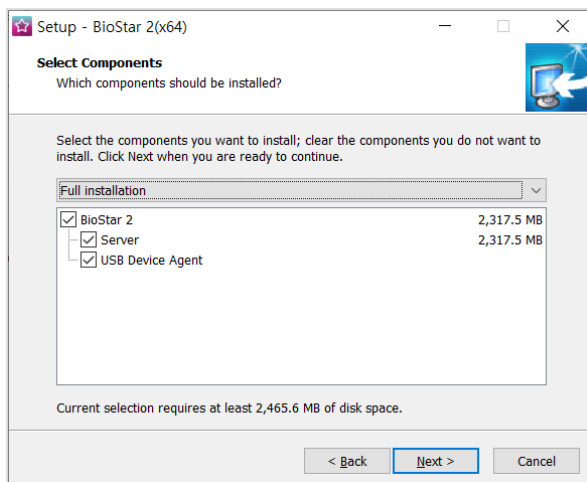 Setup - BioStar 2(x64)
Select Components
Which components should be installed?
Select the components you want to install; clear the components you do not want to
install. Click Next when you are ready to continue.
Full installation
BioStar 2 2,317.5 MB
Server 2,317.5 MB
USB Device Agent
Current selection requires at least 2,465.6 MB of disk space.
< Back Next > Cancel